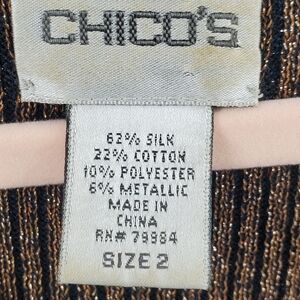 CHICO'S
62% SILK
22% COTTON
10% POLYESTER
6% METALLIC
MADE IN
CHINA
RN# 79984
SIZE 2